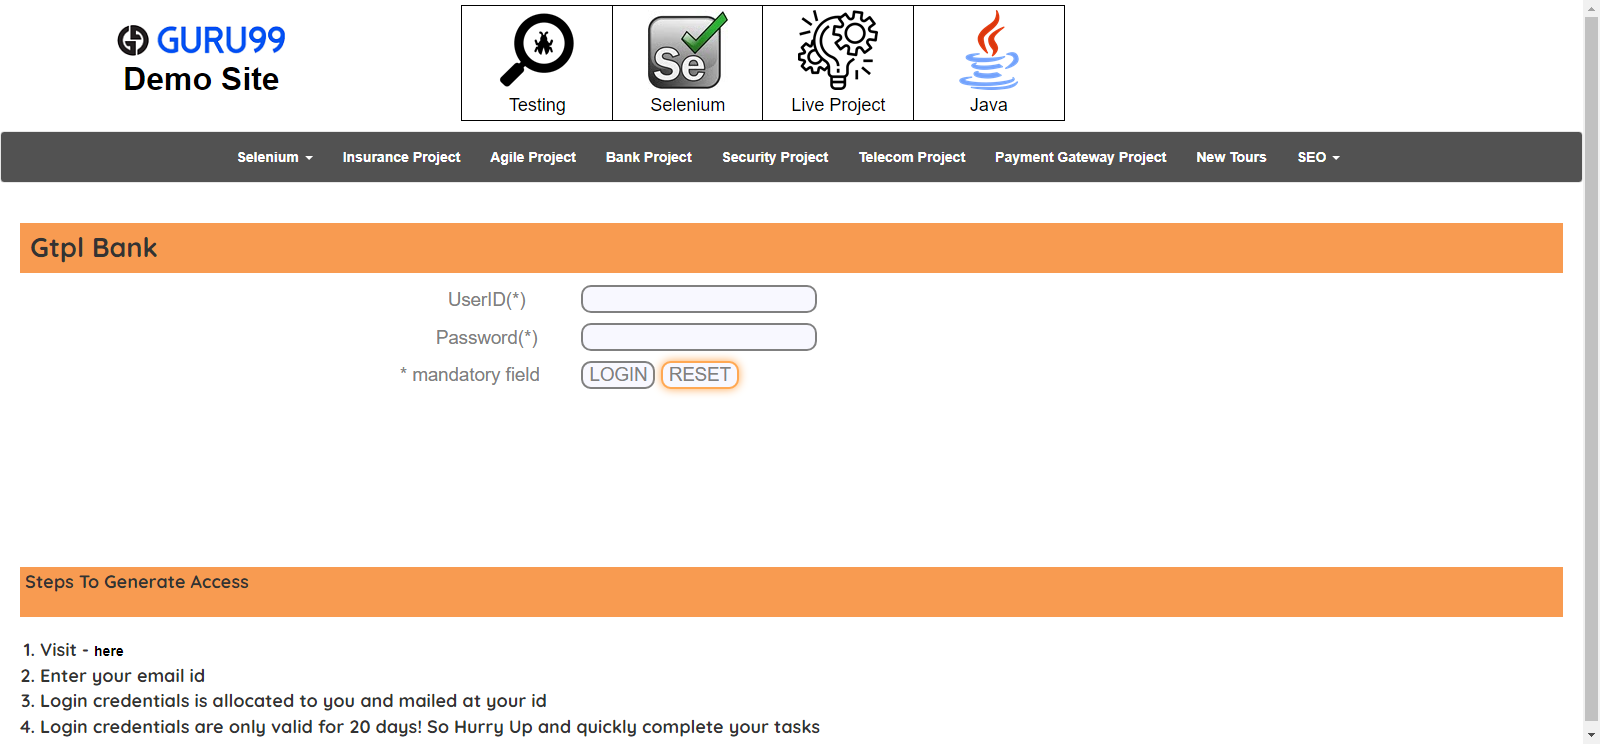 GURU99
Demo Site
Testing
Se
Selenium
Live Project
Java
Selenium Insurance Project Agile Project Bank Project Security Project Telecom Project Payment Gateway Project New Tours SEO
Gtpl Bank
UserID(*)
Password(*)
* mandatory field LOGIN RESET
Steps To Generate Access
1. Visit - here
2. Enter your email id
3. Login credentials is allocated to you and mailed at your id
4. Login credentials are only valid for 20 days! So Hurry Up and quickly complete your tasks